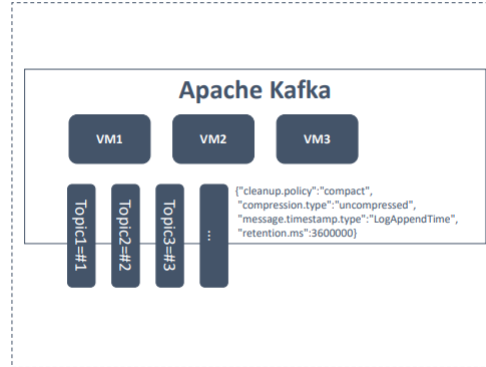 Apache Kafka
VM1
VM2
VM3
Topic1=#1
Topic2=#2
Topic3=#3
...
{"cleanup.policy":"compact",
"compression.type":"uncompressed",
"message.timestamp.type":"LogAppendTime",
"retention.ms":3600000}